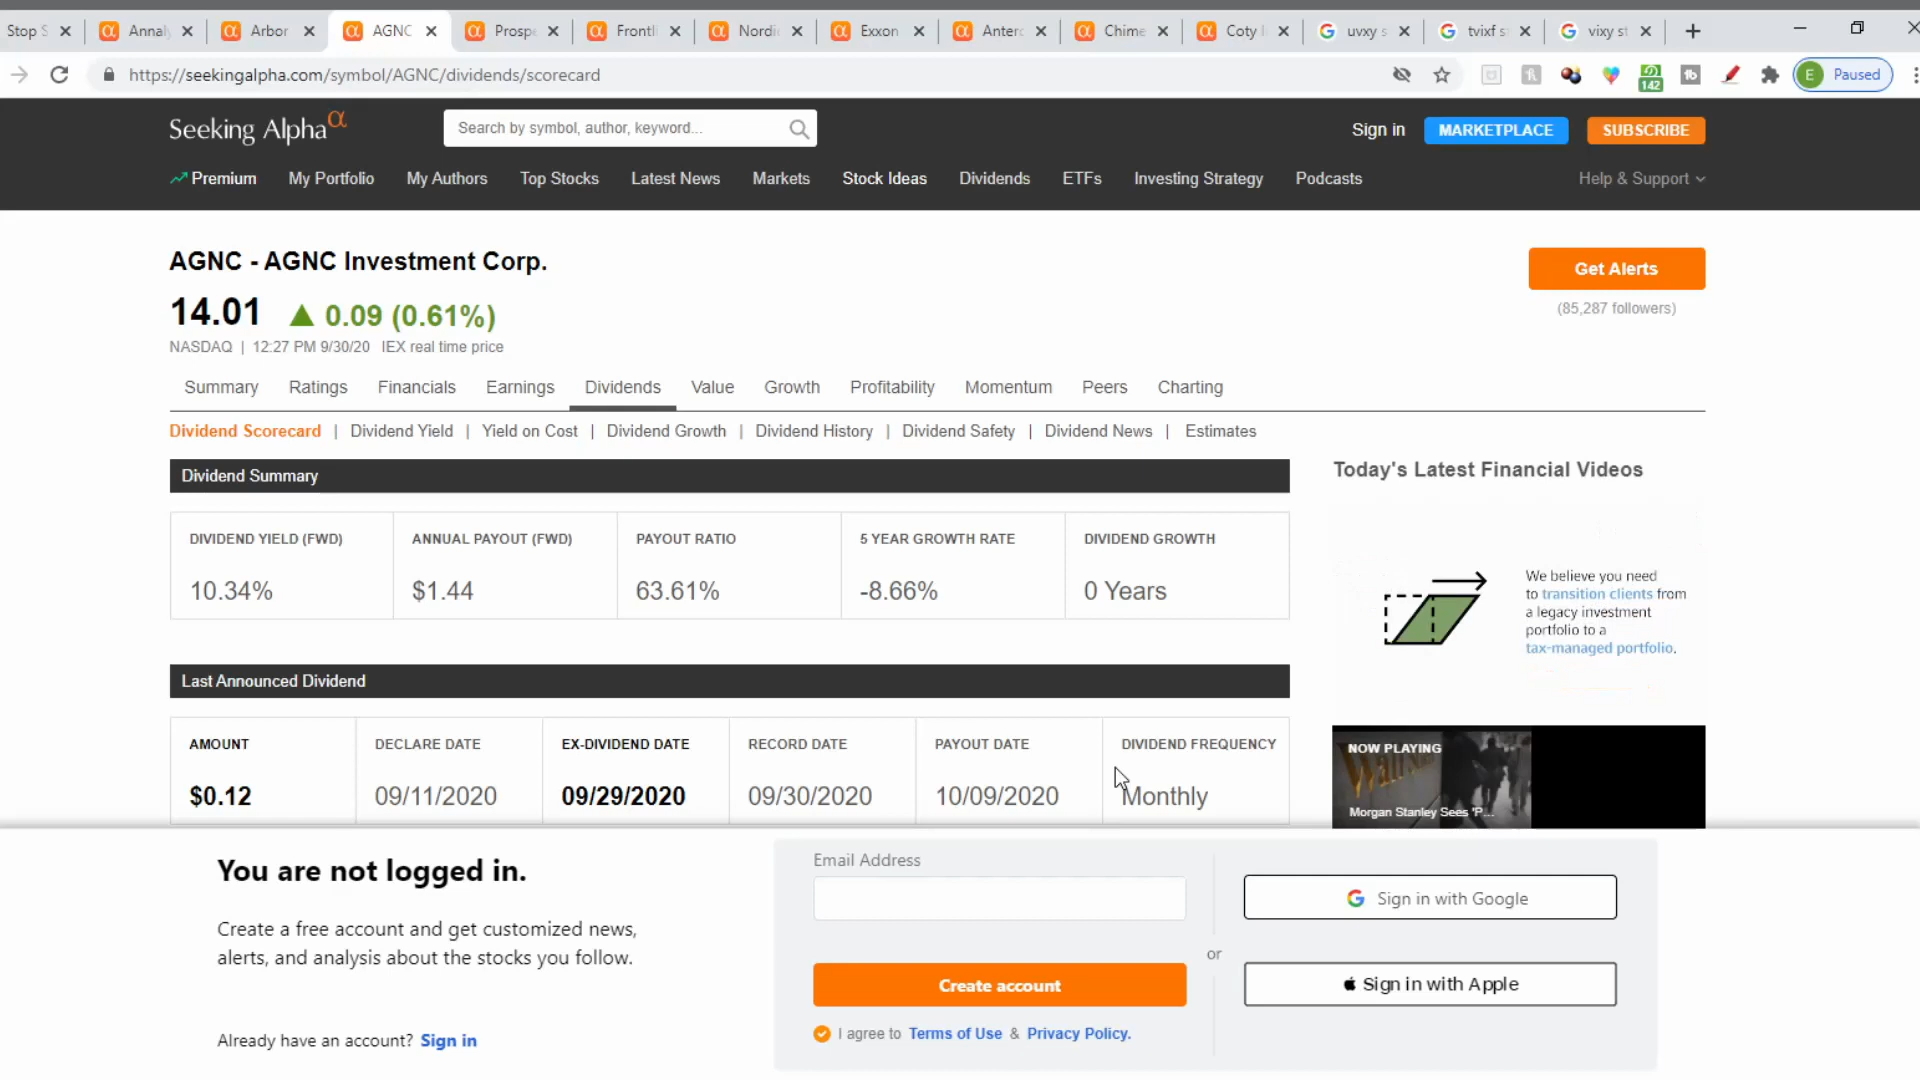 Stop S Annaly Arbor AGNC Prospe Frontl Nordic Exxon Antero Chime Coty I uvxy s tvixf s vixy st
https://seekingalpha.com/symbol/AGNC/dividends/scorecard
142
E Paused
Seeking Alpha α
Search by symbol, author, keyword...
Sign in
MARKETPLACE
SUBSCRIBE
Premium My Portfolio My Authors Top Stocks Latest News Markets Stock Ideas Dividends ETFs Investing Strategy Podcasts Help & Support
AGNC - AGNC Investment Corp.
Get Alerts
14.01 ▲ 0.09 (0.61%)
(85,287 followers)
NASDAQ | 12:27 PM 9/30/20 IEX real time price
Summary Ratings Financials Earnings Dividends Value Growth Profitability Momentum Peers Charting
Dividend Scorecard | Dividend Yield | Yield on Cost | Dividend Growth | Dividend History | Dividend Safety | Dividend News | Estimates
Dividend Summary
DIVIDEND YIELD (FWD) ANNUAL PAYOUT (FWD) PAYOUT RATIO 5 YEAR GROWTH RATE DIVIDEND GROWTH
10.34% $1.44 63.61% -8.66% 0 Years
Last Announced Dividend
AMOUNT DECLARE DATE EX-DIVIDEND DATE RECORD DATE PAYOUT DATE DIVIDEND FREQUENCY
$0.12 09/11/2020 09/29/2020 09/30/2020 10/09/2020 Monthly
Today's Latest Financial Videos
We believe you need
to transition clients from
a legacy investment
portfolio to a
tax-managed portfolio.
NOW PLAYING
Morgan Stanley Sees 'P...
You are not logged in.
Create a free account and get customized news,
alerts, and analysis about the stocks you follow.
Already have an account? Sign in
Email Address
Create account
I agree to Terms of Use & Privacy Policy.
or
Sign in with Google
Sign in with Apple